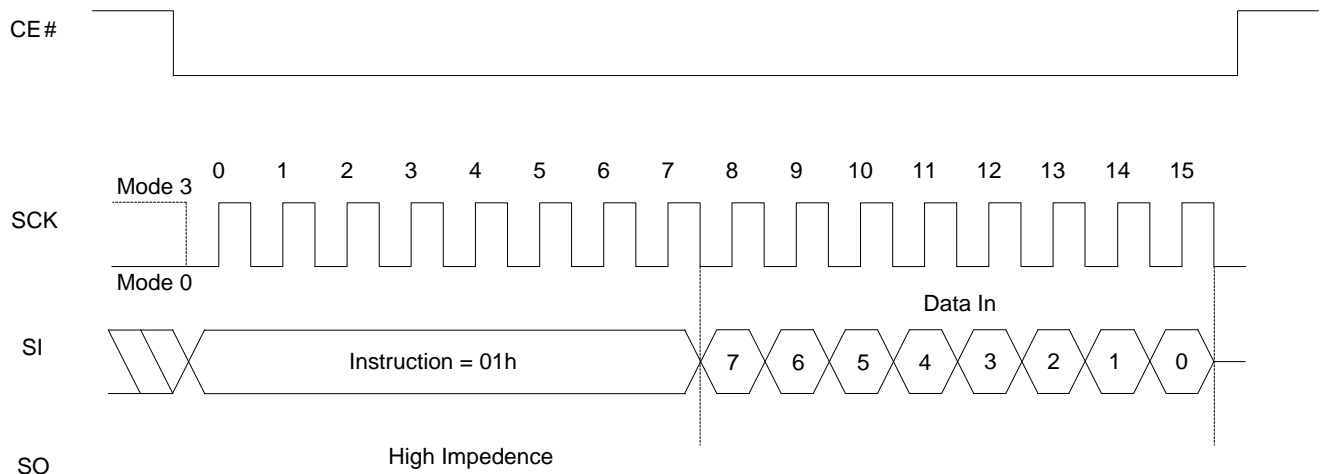 CE#
0 1 2 3 4 5 6 7 8 9 10 11 12 13 14 15
Mode 3
SCK
Mode 0
Data In
SI
Instruction = 01h
7 6 5 4 3 2 1 0
High Impedence
SO